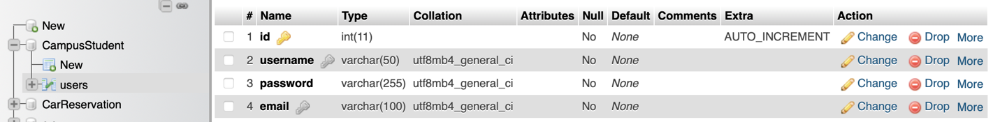 New
CampusStudent
New
users
CarReservation
# Name Type Collation Attributes Null Default Comments Extra Action
1 id int(11) No None AUTO_INCREMENT Change Drop More
2 username varchar(50) utf8mb4_general_ci No None Change Drop More
3 password varchar(255) utf8mb4_general_ci No None Change Drop More
4 email varchar(100) utf8mb4_general_ci No None Change Drop More